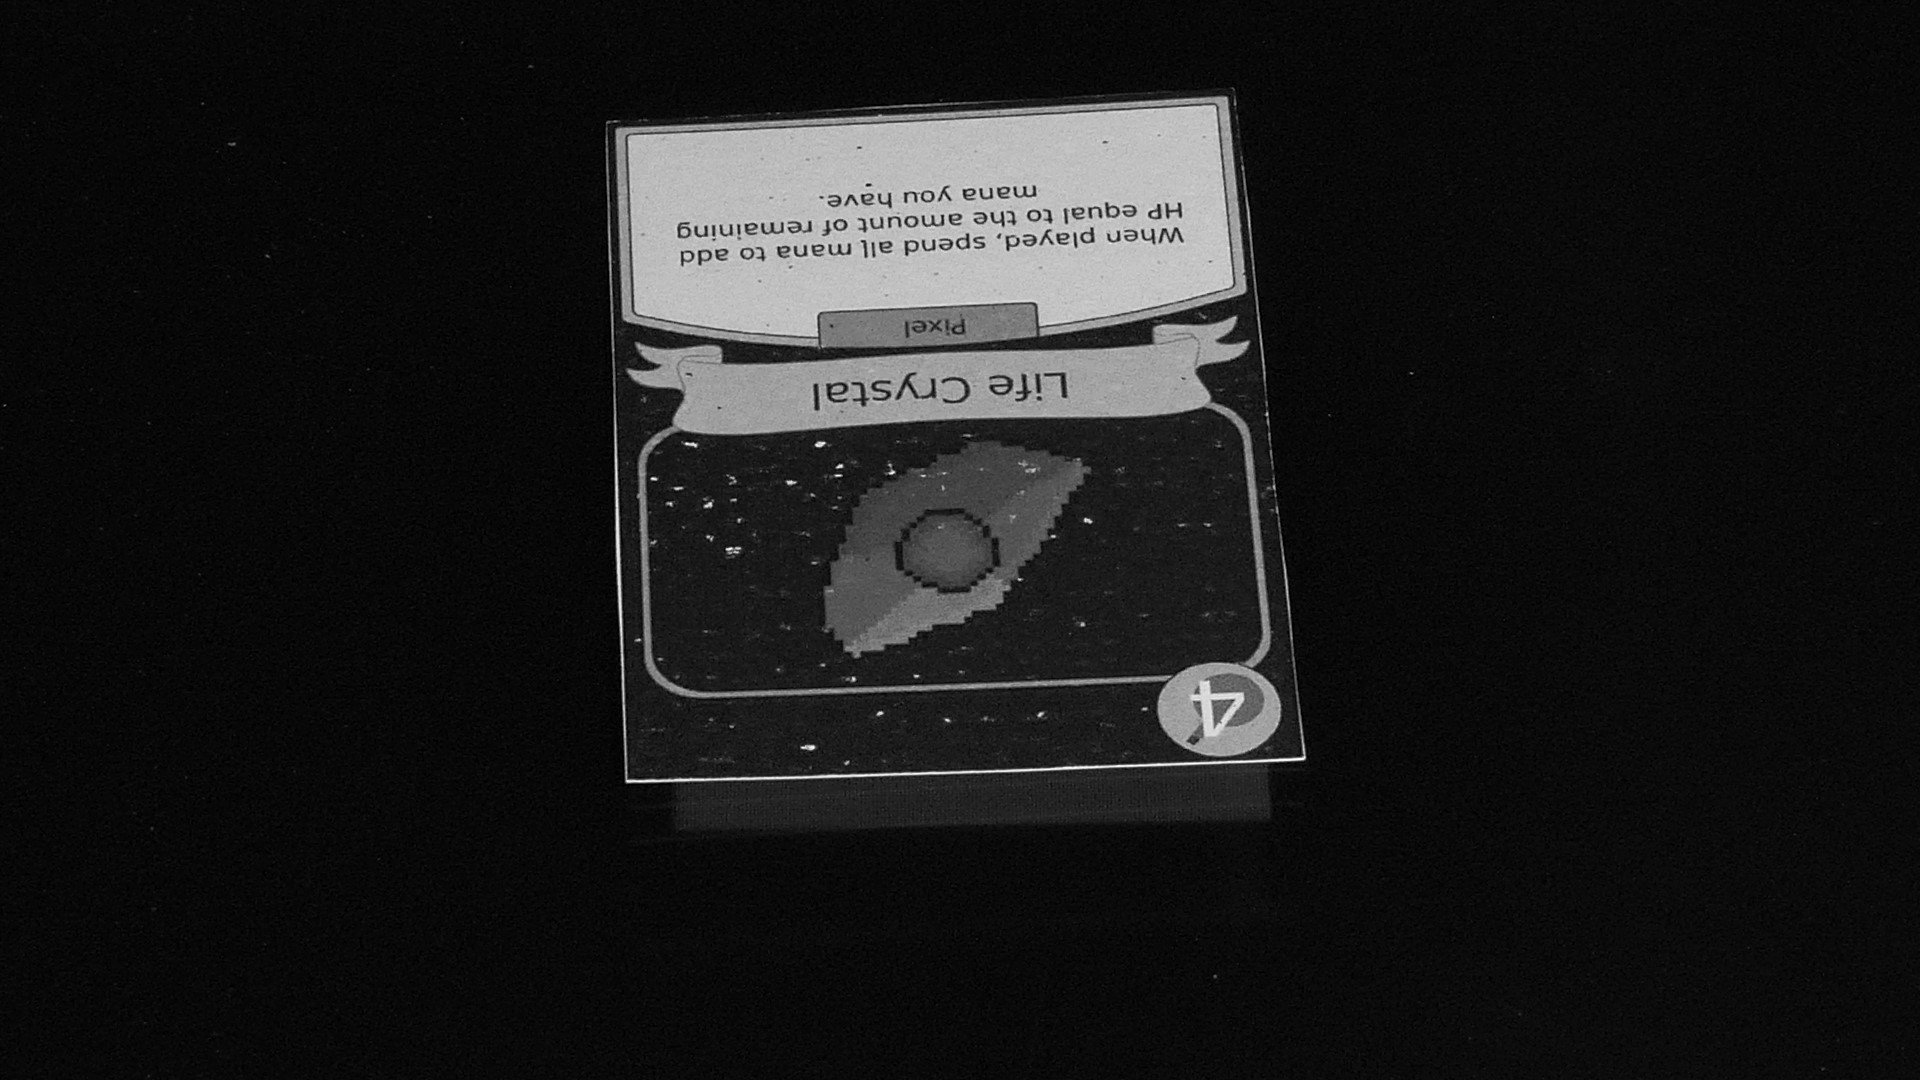 4
Life Crystal
Pixel
When played, spend all mana to add
HP equal to the amount of remaining
mana you have.